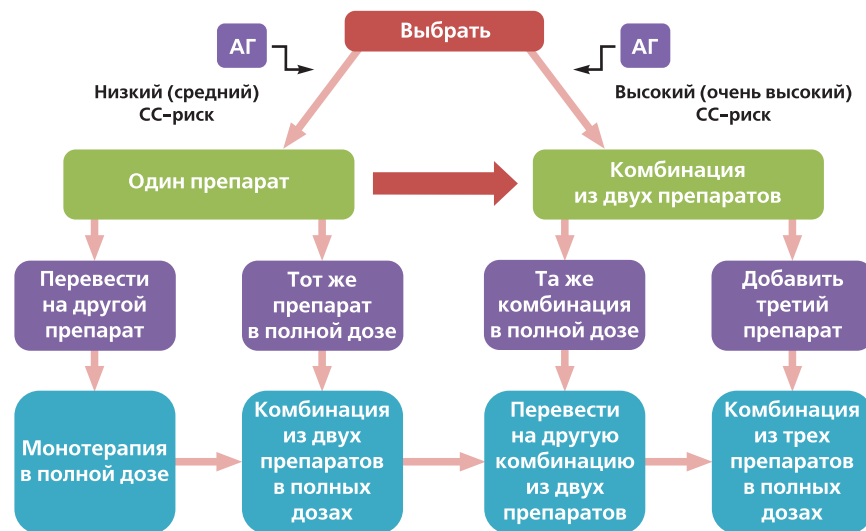 АГ
Выбрать
АГ
Низкий (средний)
СС–риск
Высокий (очень высокий)
СС–риск
Один препарат
Комбинация
из двух препаратов
Перевести
на другой
препарат
Тот же
препарат
в полной дозе
Та же
комбинация
в полной дозе
Добавить
третий
препарат
Монотерапия
в полной дозе
Комбинация
из двух
препаратов
в полных
дозах
Перевести
на другую
комбинацию
из двух
препаратов
Комбинация
из трех
препаратов
в полных
дозах